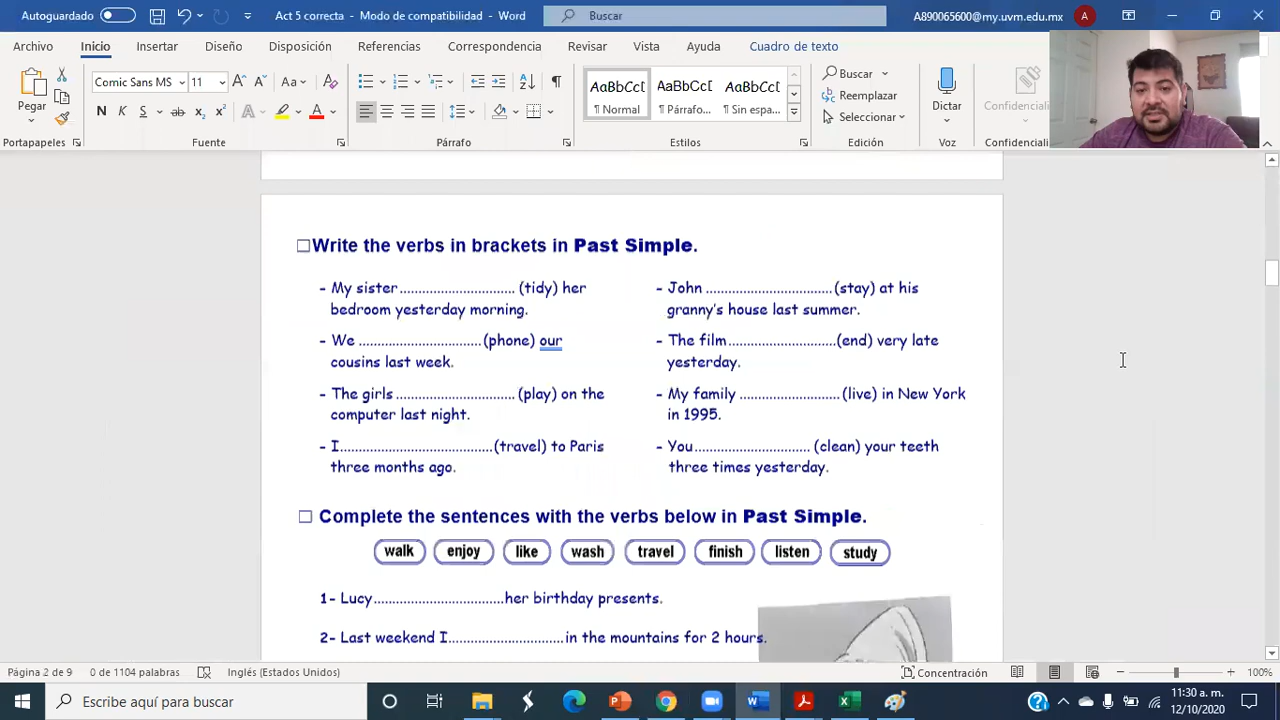 Autoguardado
Act 5 correcta - Modo de compatibilidad - Word
Buscar
A890065600@my.uvm.edu.mx
A
Archivo Inicio Insertar Diseño Disposición Referencias Correspondencia Revisar Vista Ayuda Cuadro de texto
Pegar
Comic Sans MS 11
N K S ab x₂ x²
AaBbCcI AaBbC( AaBbCcI
¶ Normal ¶ Párrafo... ¶ Sin espa...
Buscar
Reemplazar
Seleccionar
Dictar
Confidencialid
Portapapeles Fuente Párrafo Estilos Edición Voz Confidenciali
Write the verbs in brackets in Past Simple.
- My sister ............................... (tidy) her
bedroom yesterday morning.
- We ................................. (phone) our
cousins last week.
- The girls ................................ (play) on the
computer last night.
- I......................................... (travel) to Paris
three months ago.
- John .................................. (stay) at his
granny's house last summer.
- The film............................. (end) very late
yesterday.
- My family ........................... (live) in New York
in 1995.
- You............................... (clean) your teeth
three times yesterday.
Complete the sentences with the verbs below in Past Simple.
walk enjoy like wash travel finish listen study
1- Lucy................................... her birthday presents.
2- Last weekend I............................... in the mountains for 2 hours.
Página 2 de 9 0 de 1104 palabras Inglés (Estados Unidos) Concentración 100%
Escribe aquí para buscar
11:30 a. m.
12/10/2020